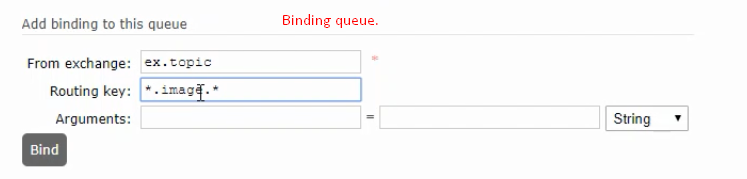 Add binding to this queue
Binding queue.
From exchange: ex.topic *
Routing key: *.image.*
Arguments: = String
Bind